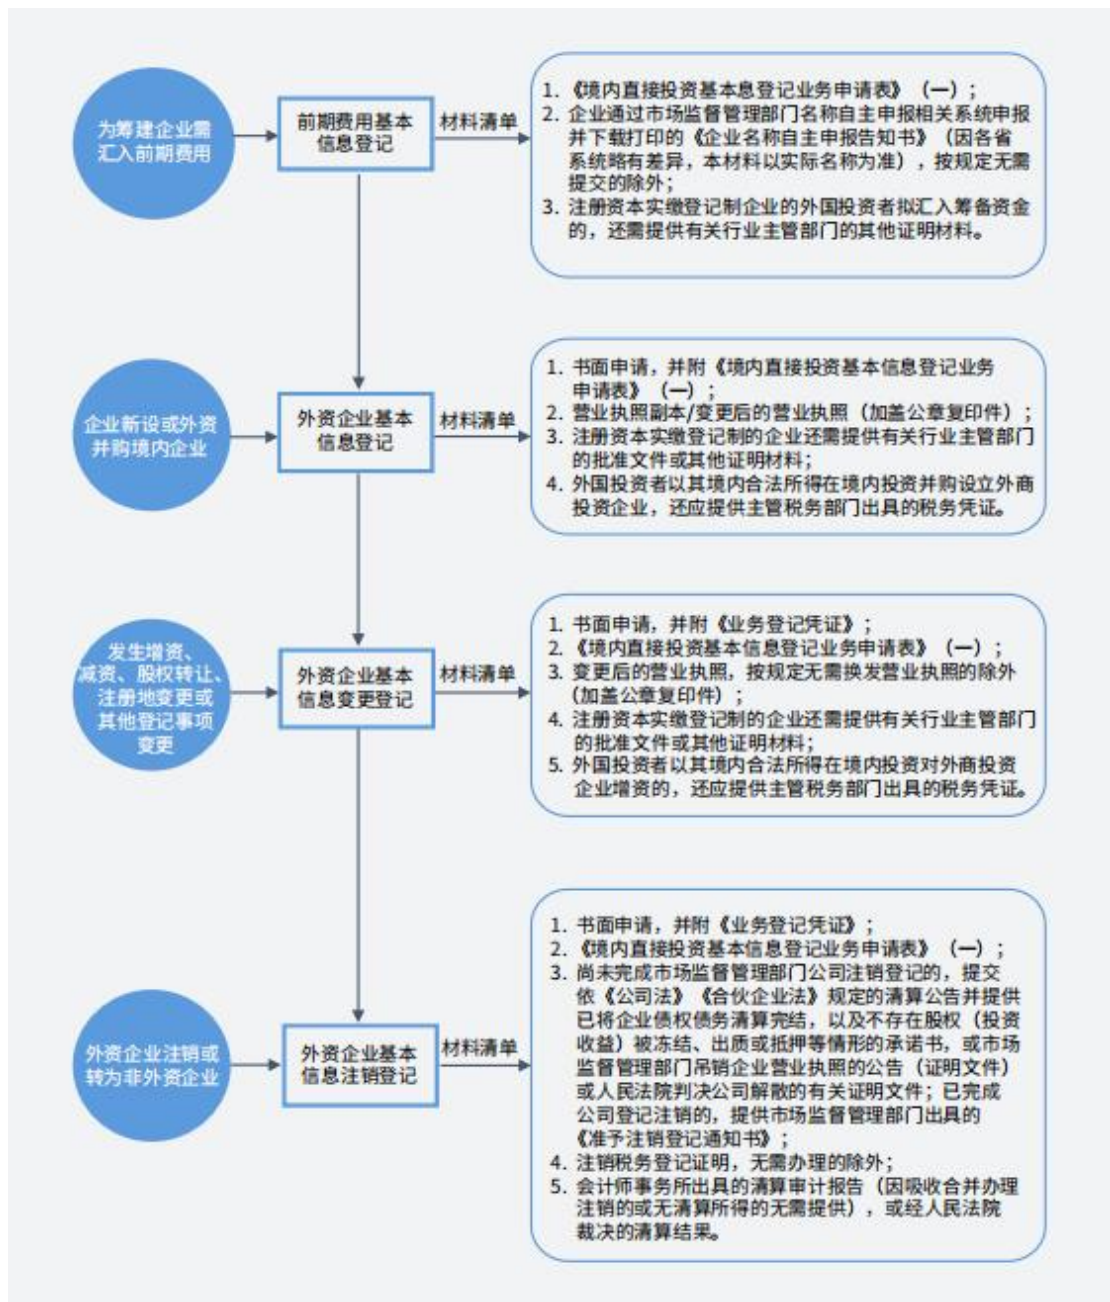 为筹建企业需
汇入前期费用
前期费用基本
信息登记
材料清单
1. 《境内直接投资基本息登记业务申请表》（一）；
2. 企业通过市场监督管理部门名称自主申报相关系统申报
并下载打印的《企业名称自主申报告知书》（因各省
系统略有差异，本材料以实际名称为准），按规定无需
提交的除外；
3. 注册资本实缴登记制企业的外国投资者拟汇入筹备资金
的，还需提供有关行业主管部门的其他证明材料。
企业新设或外资
并购境内企业
外资企业基本
信息登记
材料清单
1. 书面申请，并附《境内直接投资基本信息登记业务
申请表》（一）；
2. 营业执照副本/变更后的营业执照（加盖公章复印件）；
3. 注册资本实缴登记制的企业还需提供有关行业主管部门
的批准文件或其他证明材料；
4. 外国投资者以其境内合法所得在境内投资并购设立外商
投资企业，还应提供主管税务部门出具的税务凭证。
发生增资、
减资、股权转让、
注册地变更或
其他登记事项
变更
外资企业基本
信息变更登记
材料清单
1. 书面申请，并附《业务登记凭证》；
2. 《境内直接投资基本信息登记业务申请表》（一）；
3. 变更后的营业执照，按规定无需换发营业执照的除外
（加盖公章复印件）；
4. 注册资本实缴登记制的企业还需提供有关行业主管部门
的批准文件或其他证明材料；
5. 外国投资者以其境内合法所得在境内投资对外商投资
企业增资的，还应提供主管税务部门出具的税务凭证。
外资企业注销或
转为非外资企业
外资企业基本
信息注销登记
材料清单
1. 书面申请，并附《业务登记凭证》；
2. 《境内直接投资基本信息登记业务申请表》（一）；
3. 尚未完成市场监督管理部门公司注销登记的，提交
依《公司法》《合伙企业法》规定的清算公告并提供
已将企业债权债务清算完结，以及不存在股权（投资
收益）被冻结、出质或抵押等情形的承诺书，或市场
监督管理部门吊销企业营业执照的公告（证明文件）
或人民法院判决公司解散的有关证明文件；已完成
公司登记注销的，提供市场监督管理部门出具的
《准予注销登记通知书》；
4. 注销税务登记证明，无需办理的除外；
5. 会计师事务所出具的清算审计报告（因吸收合并办理
注销的或无清算所得的无需提供），或经人民法院
裁决的清算结果。